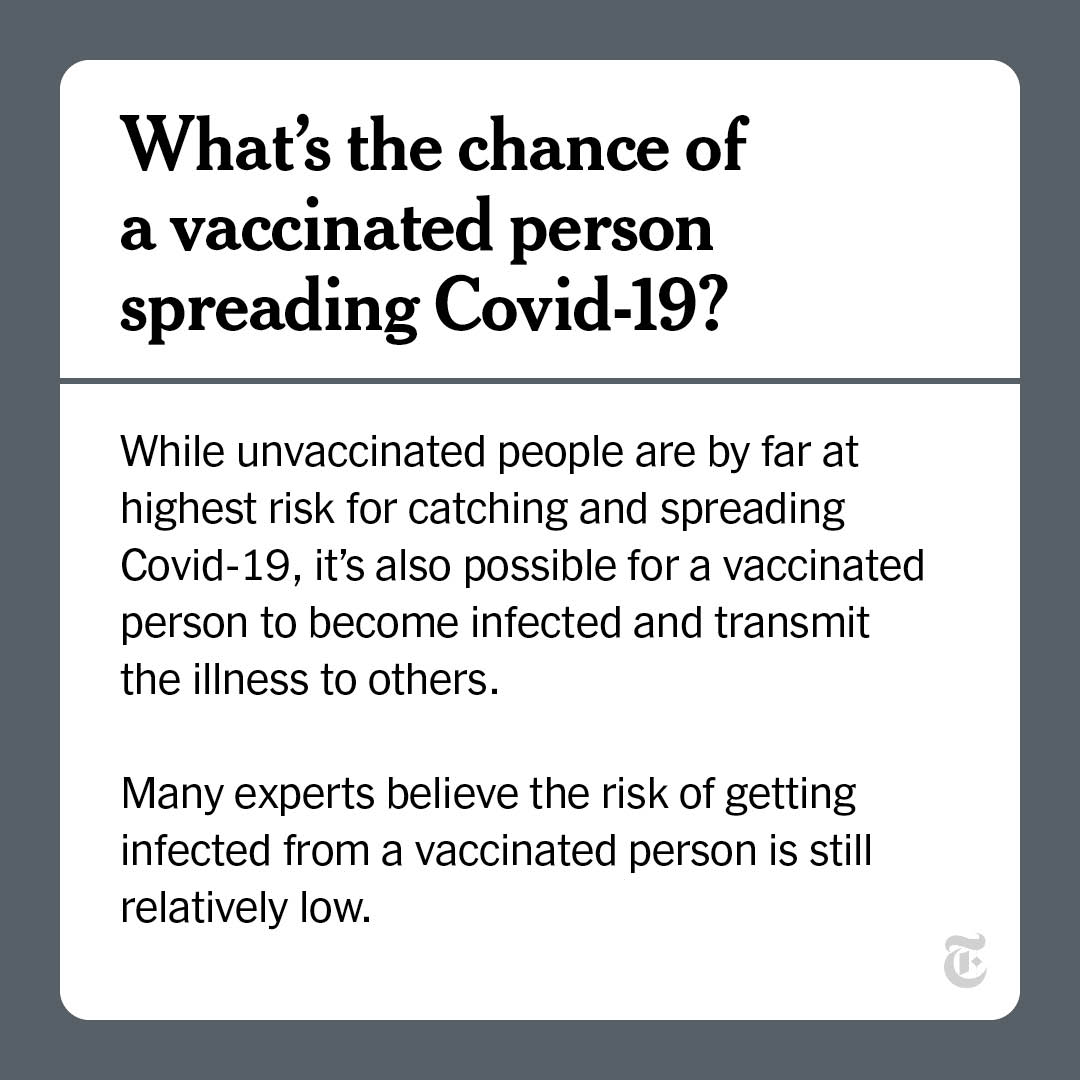 What’s the chance of
a vaccinated person
spreading Covid-19?
While unvaccinated people are by far at
highest risk for catching and spreading
Covid-19, it’s also possible for a vaccinated
person to become infected and transmit
the illness to others.
Many experts believe the risk of getting
infected from a vaccinated person is still
relatively low.
T